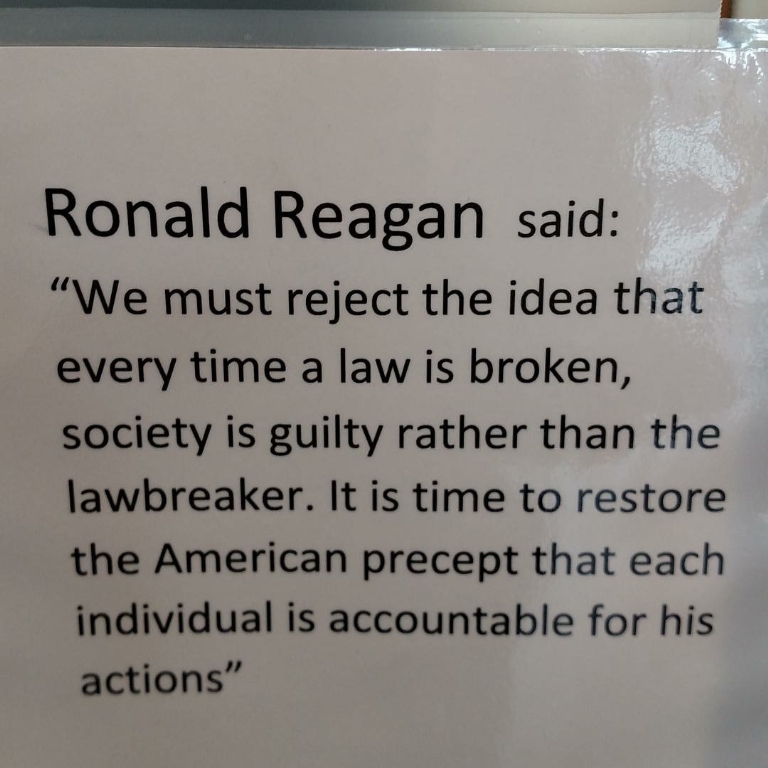 Ronald Reagan said:
“We must reject the idea that
every time a law is broken,
society is guilty rather than the
lawbreaker. It is time to restore
the American precept that each
individual is accountable for his
actions”